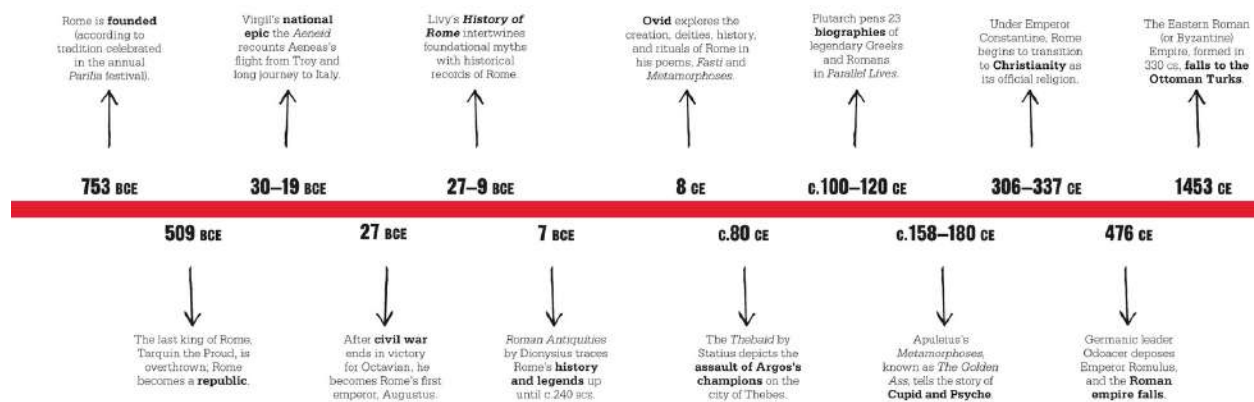 Rome is founded
(according to
tradition celebrated
in the annual
Parilia festival).
Virgil's national
epic the Aeneid
recounts Aeneas's
flight from Troy and
long journey to Italy.
Livy's History of
Rome intertwines
foundational myths
with historical
records of Rome.
Ovid explores the
creation, deities, history,
and rituals of Rome in
his poems, Fasti and
Metamorphoses.
Plutarch pens 23
biographies of
legendary Greeks
and Romans
in Parallel Lives.
Under Emperor
Constantine, Rome
begins to transition
to Christianity as
its official religion.
The Eastern Roman
(or Byzantine)
Empire, formed in
330 CE, falls to the
Ottoman Turks.
753 BCE
30–19 BCE
27–9 BCE
8 CE
c.100–120 CE
306–337 CE
1453 CE
509 BCE
27 BCE
7 BCE
c.80 CE
c.158–180 CE
476 CE
The last king of Rome,
Tarquin the Proud, is
overthrown; Rome
becomes a republic.
After civil war
ends in victory
for Octavian, he
becomes Rome's first
emperor, Augustus.
Roman Antiquities
by Dionysius traces
Rome's history
and legends up
until c.240 BCE.
The Thebaid by
Statius depicts the
assault of Argos's
champions on the
city of Thebes.
Apuleius's
Metamorphoses,
known as The Golden
Ass, tells the story of
Cupid and Psyche.
Germanic leader
Odoacer deposes
Emperor Romulus,
and the Roman
empire falls.